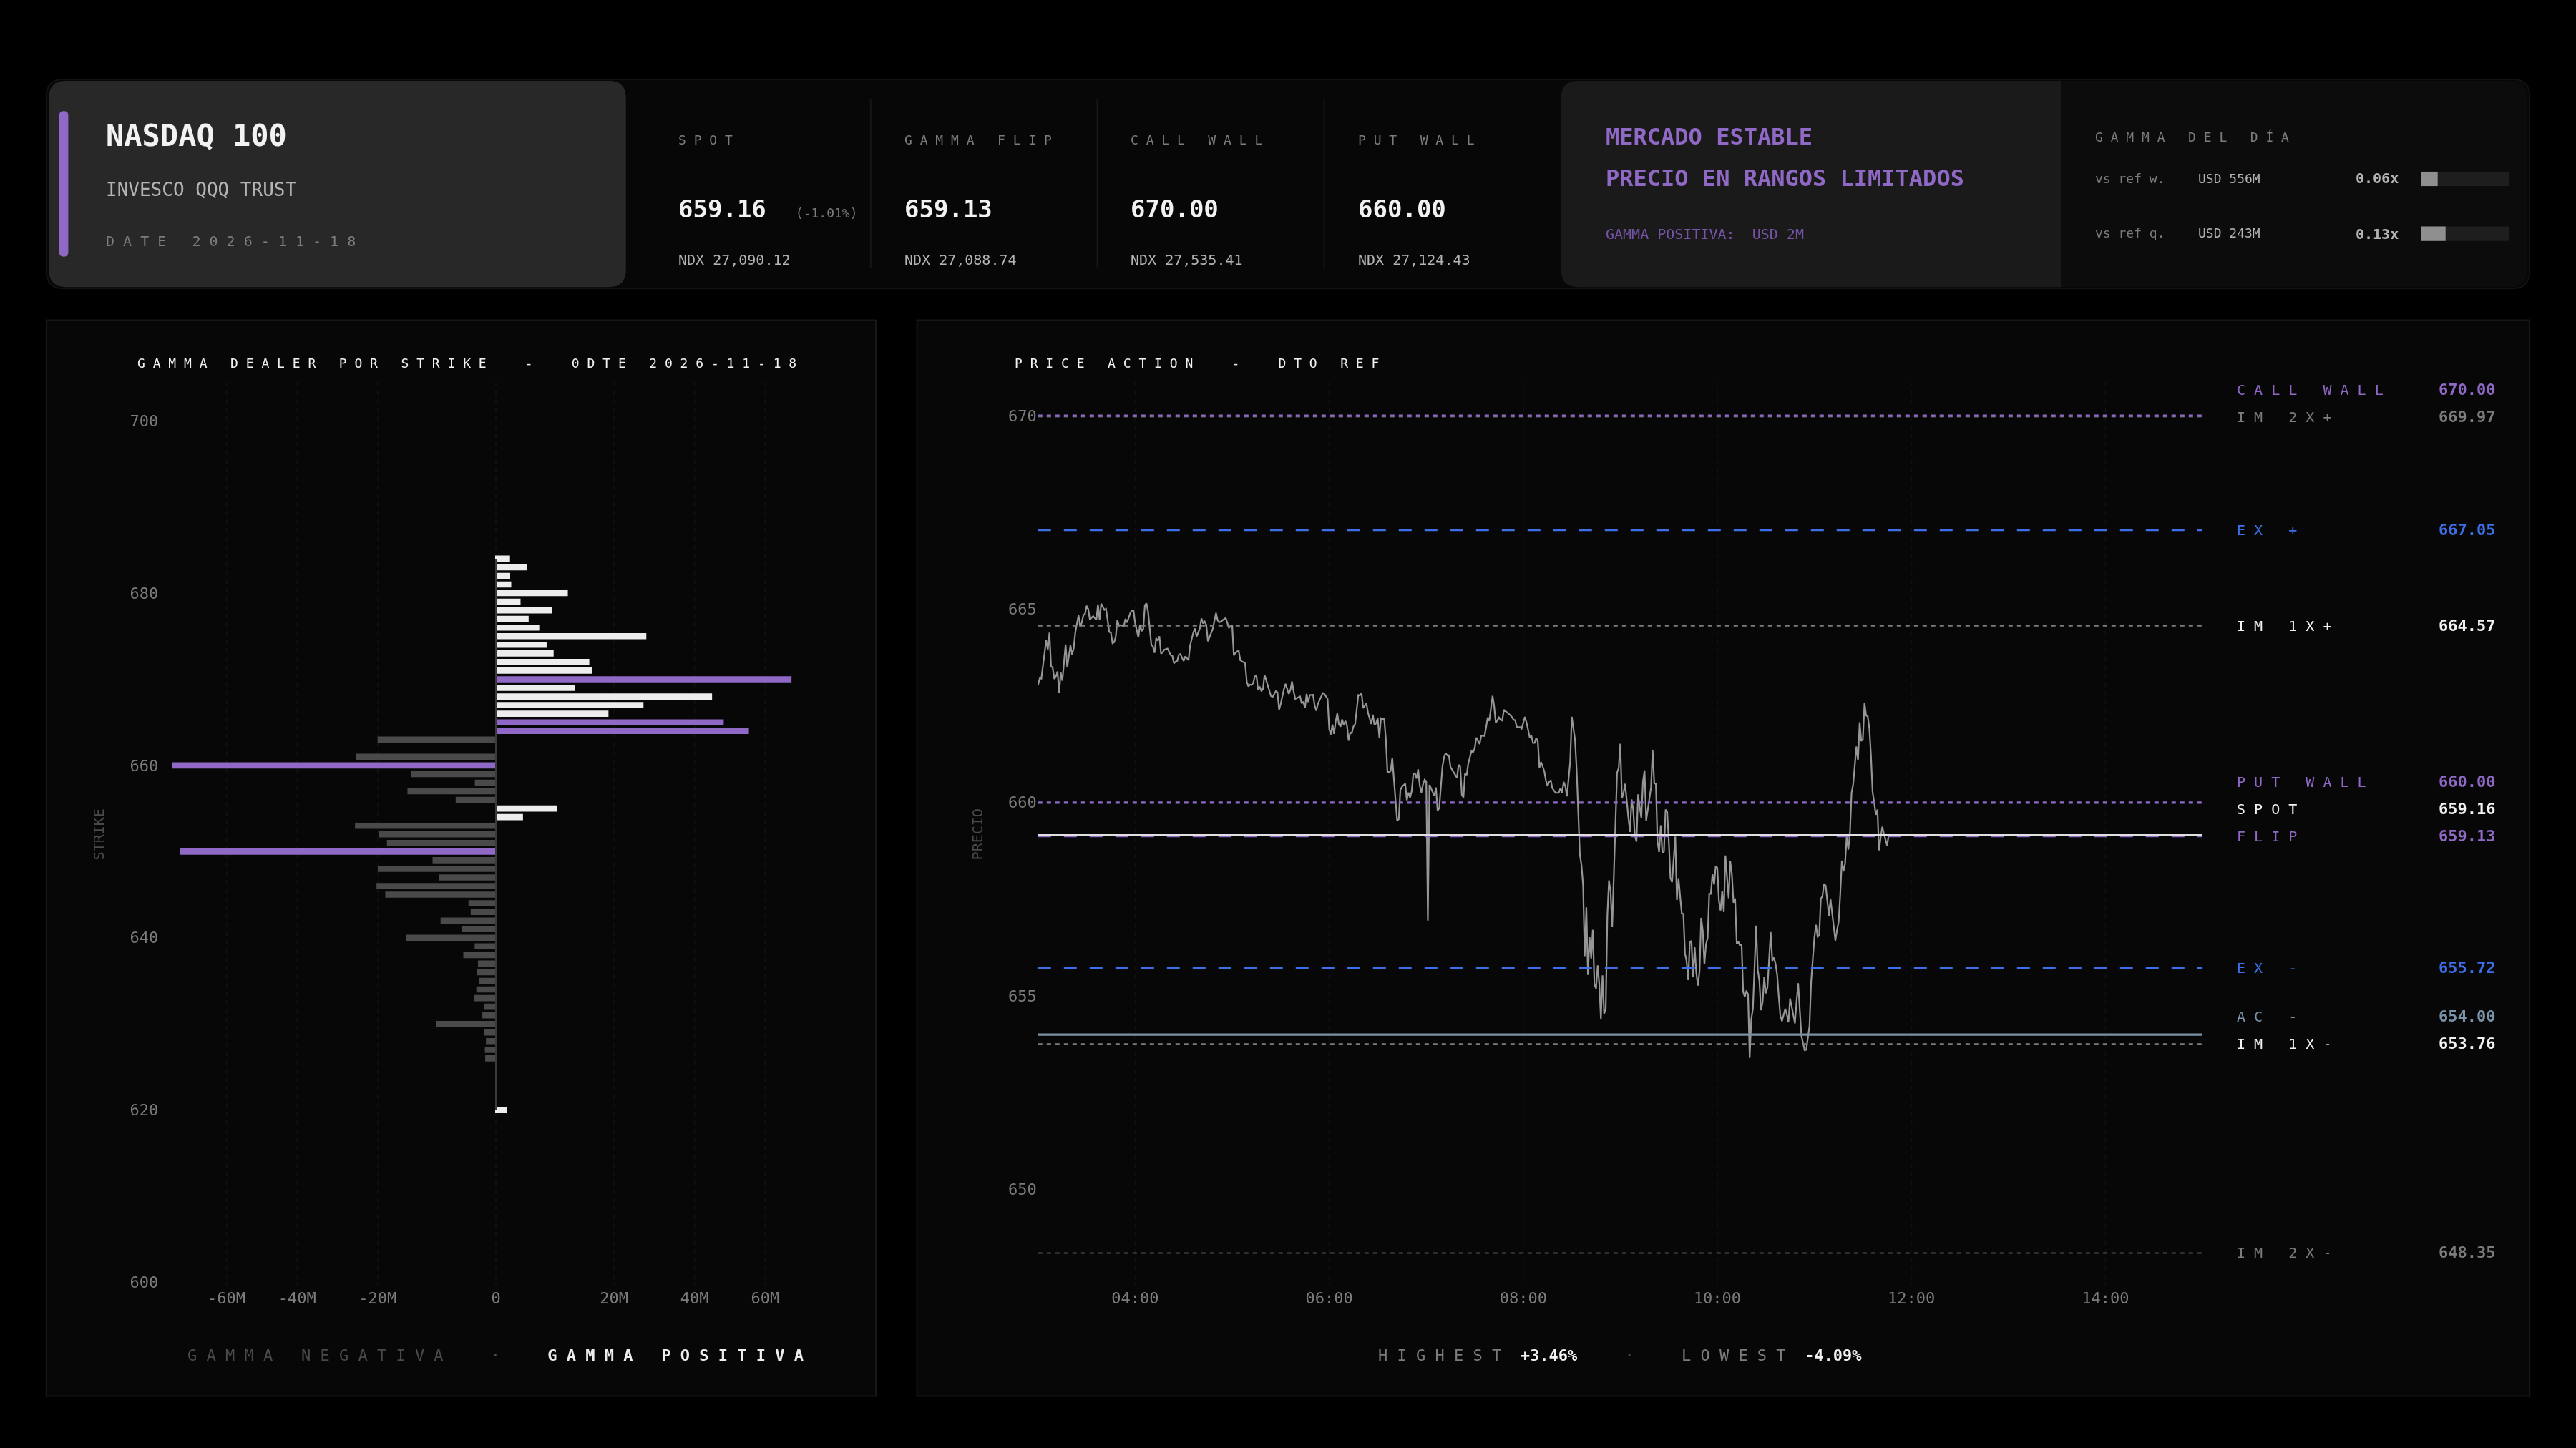 NASDAQ 100
INVESCO QQQ TRUST
DATE 2026-11-18
SPOT
659.16 (-1.01%)
NDX 27,090.12
GAMMA FLIP
659.13
NDX 27,088.74
CALL WALL
670.00
NDX 27,535.41
PUT WALL
660.00
NDX 27,124.43
MERCADO ESTABLE
PRECIO EN RANGOS LIMITADOS
GAMMA POSITIVA: USD 2M
GAMMA DEL DÍA
vs ref w. USD 556M 0.06x
vs ref q. USD 243M 0.13x
GAMMA DEALER POR STRIKE - 0DTE 2026-11-18
700
680
660
640
620
600
STRIKE
-60M -40M -20M 0 20M 40M 60M
GAMMA NEGATIVA · GAMMA POSITIVA
PRICE ACTION - DTO REF
670
665
660
655
650
PRECIO
04:00 06:00 08:00 10:00 12:00 14:00
CALL WALL 670.00
IM 2X+ 669.97
EX + 667.05
IM 1X+ 664.57
PUT WALL 660.00
SPOT 659.16
FLIP 659.13
EX - 655.72
AC - 654.00
IM 1X- 653.76
IM 2X- 648.35
HIGHEST +3.46% · LOWEST -4.09%